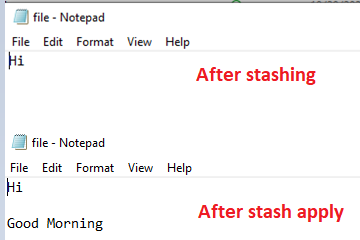 file - Notepad
File Edit Format View Help
Hi
After stashing
file - Notepad
File Edit Format View Help
Hi
Good Morning
After stash apply